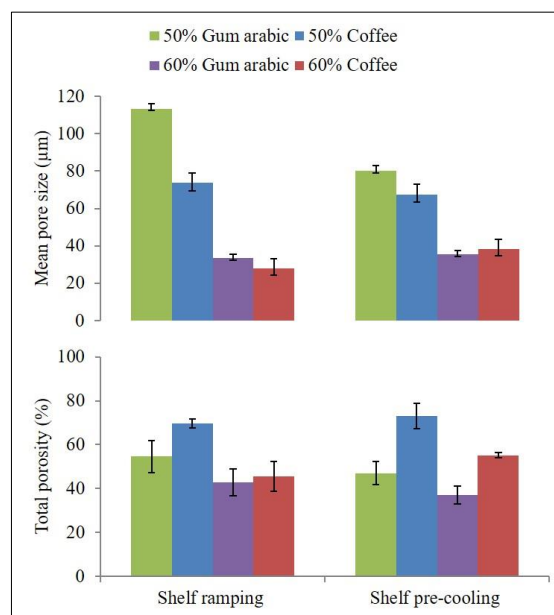 50% Gum arabic 50% Coffee
60% Gum arabic 60% Coffee
Mean pore size (µm)
120
100
80
60
40
20
0
Total porosity (%)
100
80
60
40
20
0
Shelf ramping Shelf pre-cooling